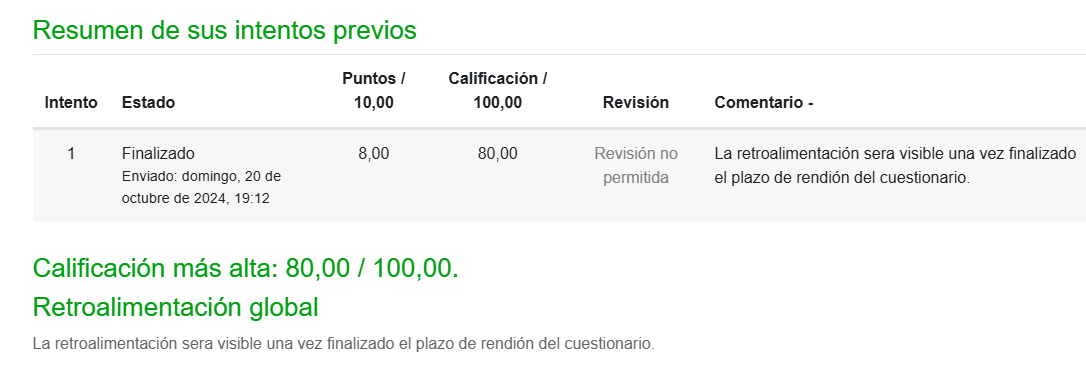 Resumen de sus intentos previos
Puntos / Calificación /
Intento Estado 10,00 100,00 Revisión Comentario -
1 Finalizado 8,00 80,00 Revisión no La retroalimentación sera visible una vez finalizado
Enviado: domingo, 20 de permitida el plazo de rendión del cuestionario.
octubre de 2024, 19:12
Calificación más alta: 80,00 / 100,00.
Retroalimentación global
La retroalimentación sera visible una vez finalizado el plazo de rendión del cuestionario.